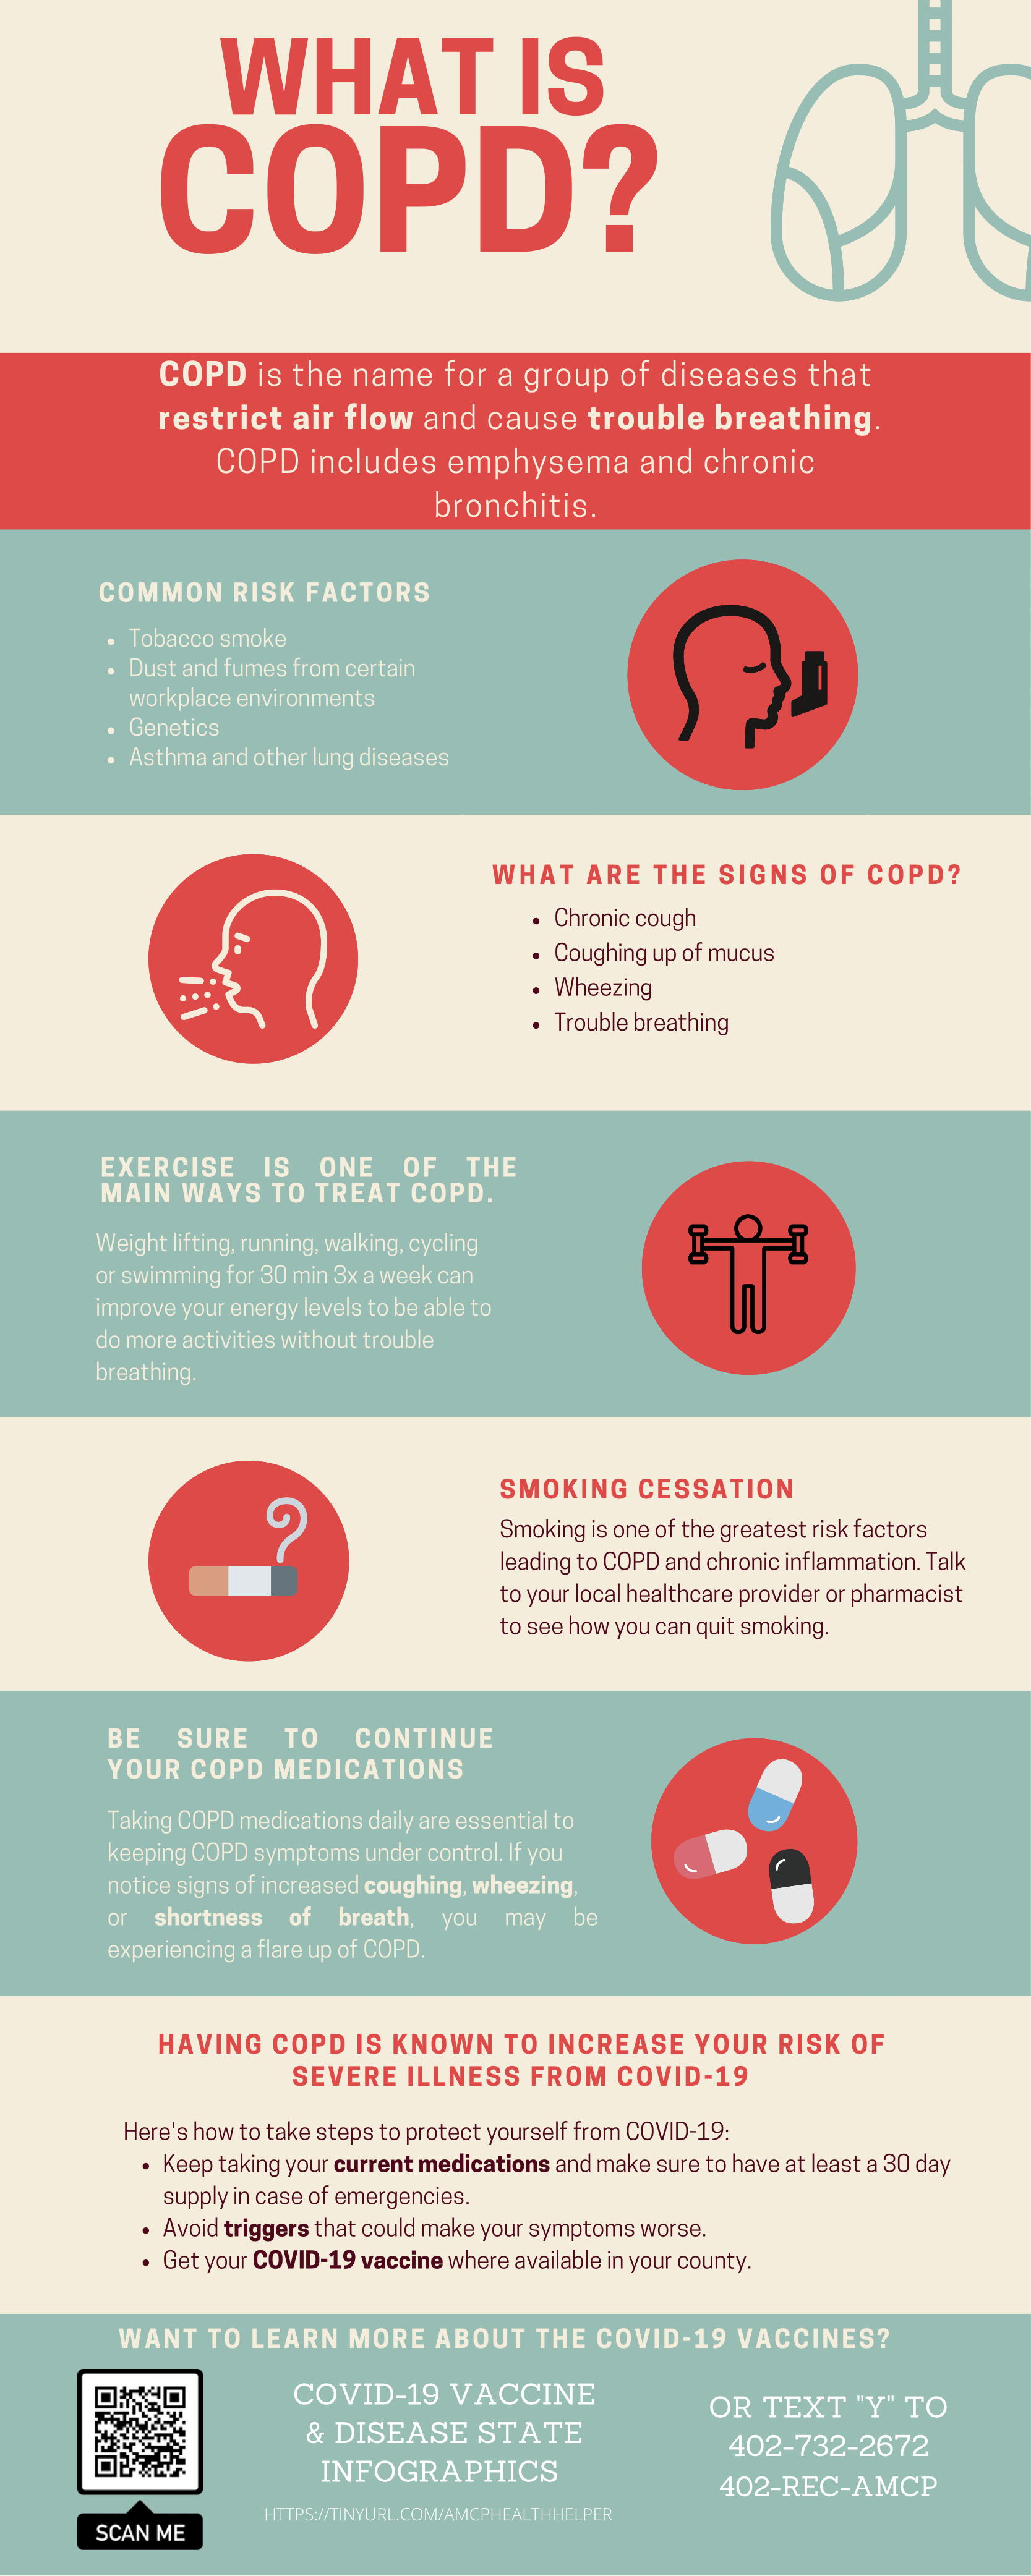 WHAT IS
COPD?
COPD is the name for a group of diseases that
restrict air flow and cause trouble breathing.
COPD includes emphysema and chronic
bronchitis.
COMMON RISK FACTORS
• Tobacco smoke
• Dust and fumes from certain
workplace environments
• Genetics
• Asthma and other lung diseases
WHAT ARE THE SIGNS OF COPD?
• Chronic cough
• Coughing up of mucus
• Wheezing
• Trouble breathing
EXERCISE IS ONE OF THE
MAIN WAYS TO TREAT COPD.
Weight lifting, running, walking, cycling
or swimming for 30 min 3x a week can
improve your energy levels to be able to
do more activities without trouble
breathing.
SMOKING CESSATION
Smoking is one of the greatest risk factors
leading to COPD and chronic inflammation. Talk
to your local healthcare provider or pharmacist
to see how you can quit smoking.
BE SURE TO CONTINUE
YOUR COPD MEDICATIONS
Taking COPD medications daily are essential to
keeping COPD symptoms under control. If you
notice signs of increased coughing, wheezing,
or shortness of breath, you may be
experiencing a flare up of COPD.
HAVING COPD IS KNOWN TO INCREASE YOUR RISK OF
SEVERE ILLNESS FROM COVID-19
Here's how to take steps to protect yourself from COVID-19:
• Keep taking your current medications and make sure to have at least a 30 day
supply in case of emergencies.
• Avoid triggers that could make your symptoms worse.
• Get your COVID-19 vaccine where available in your county.
WANT TO LEARN MORE ABOUT THE COVID-19 VACCINES?
SCAN ME
COVID-19 VACCINE
& DISEASE STATE
INFOGRAPHICS
HTTPS://TINYURL.COM/AMCPHEALTHHELPER
OR TEXT "Y" TO
402-732-2672
402-REC-AMCP